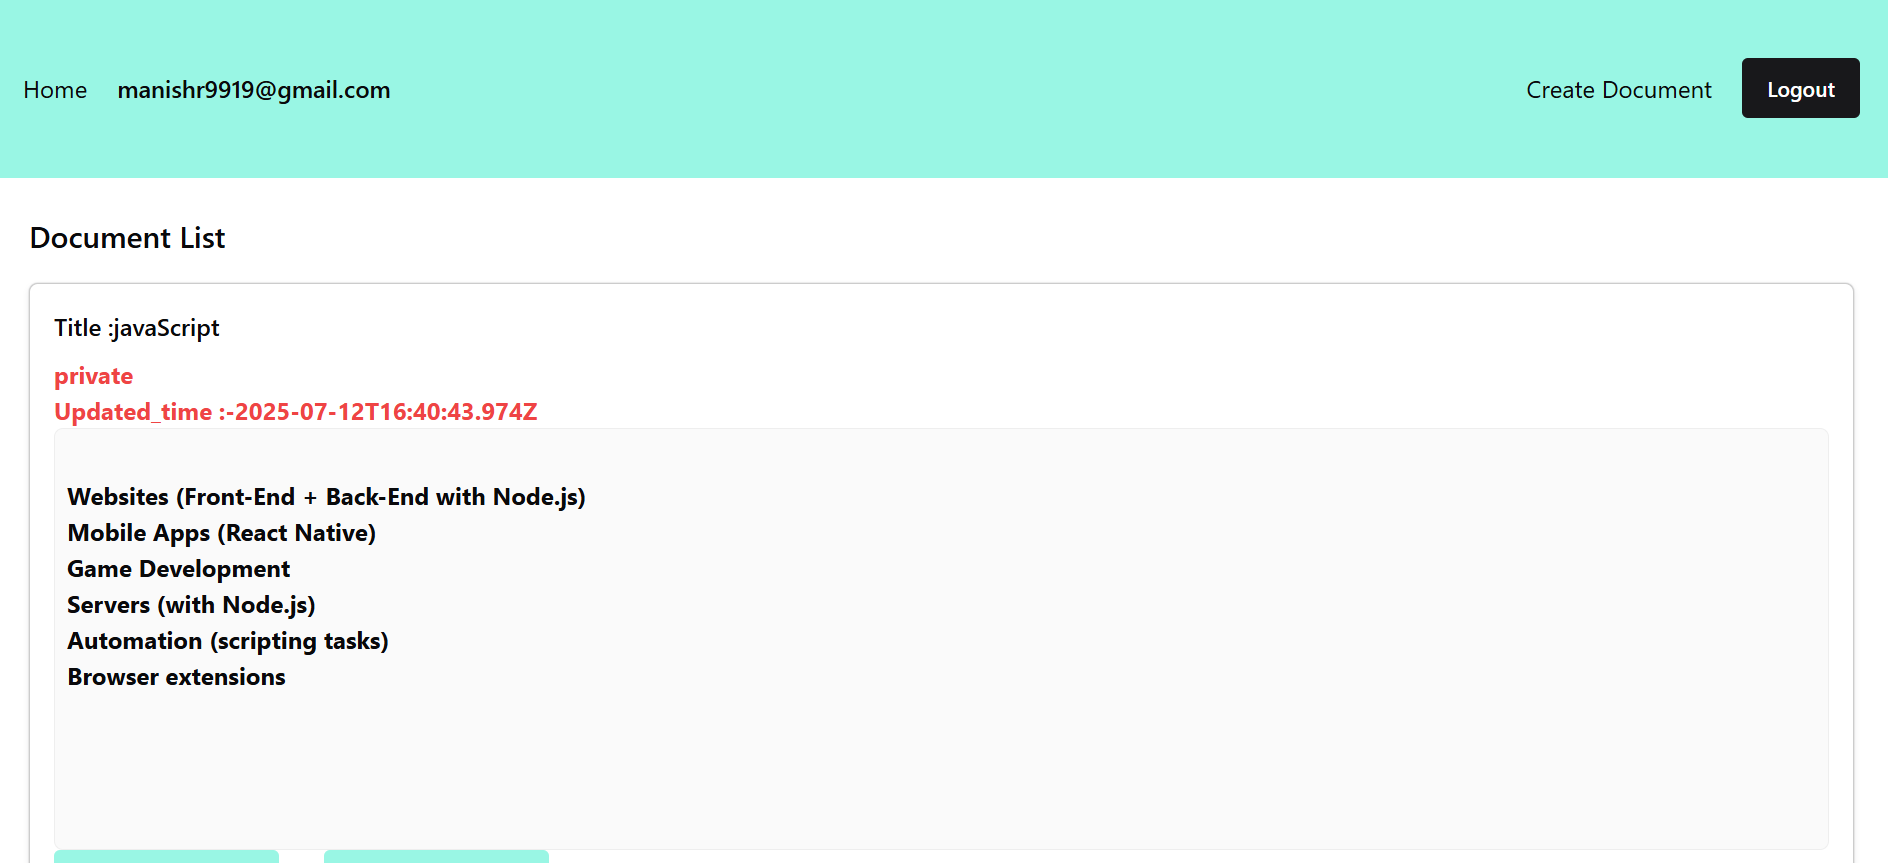 Home manishr9919@gmail.com Create Document Logout
Document List
Title :javaScript
private
Updated_time :-2025-07-12T16:40:43.974Z
Websites (Front-End + Back-End with Node.js)
Mobile Apps (React Native)
Game Development
Servers (with Node.js)
Automation (scripting tasks)
Browser extensions